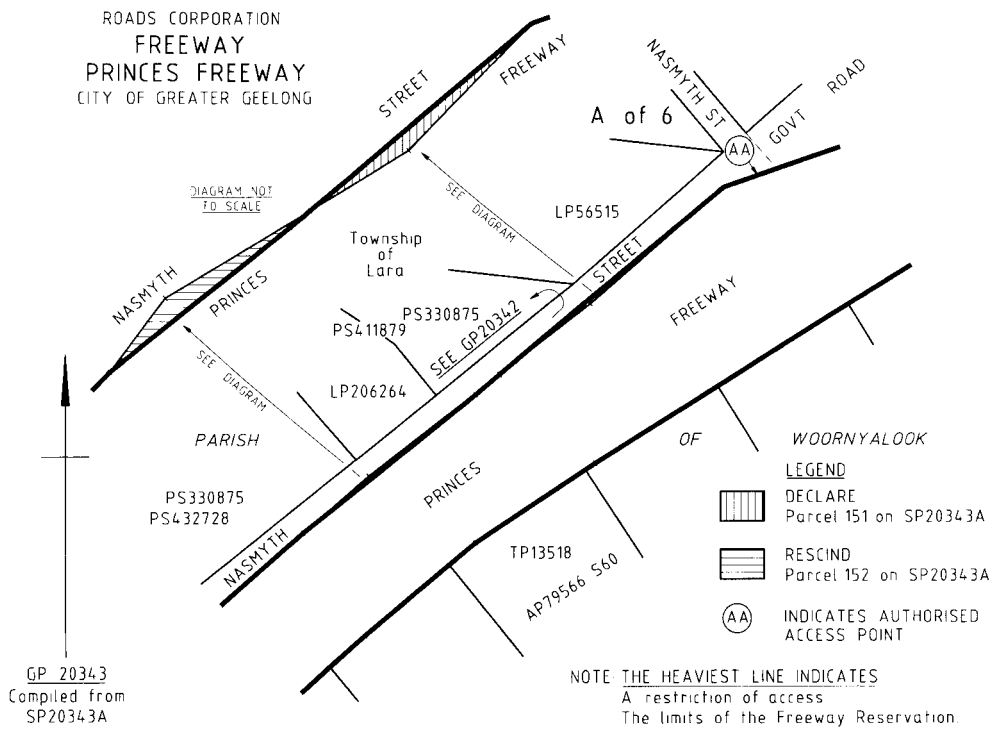 ROADS CORPORATION
FREEWAY
PRINCES FREEWAY
CITY OF GREATER GEELONG
STREET
FREEWAY
NASMYTH ST
GOVT ROAD
A of 6
AA
DIAGRAM NOT
TO SCALE
SEE DIAGRAM
LP56515
Township
of
Lara
STREET
NASMYTH
PRINCES
PS330875
PS411879
SEE GP20342
FREEWAY
SEE DIAGRAM
LP206264
PARISH
OF
WOORNYALOOK
PRINCES
PS330875
PS432728
NASMYTH
TP13518
AP79566 S60
LEGEND
DECLARE
Parcel 151 on SP20343A
RESCIND
Parcel 152 on SP20343A
AA
INDICATES AUTHORISED
ACCESS POINT
GP 20343
Compiled from
SP20343A
NOTE THE HEAVIEST LINE INDICATES
A restriction of access
The limits of the Freeway Reservation.